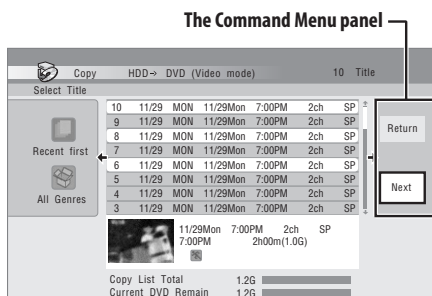 The Command Menu panel
Copy HDD→ DVD (Video mode) 10 Title
Select Title
Recent first
All Genres
10 11/29 MON 11/29Mon 7:00PM 2ch SP
9 11/29 MON 11/29Mon 7:00PM 2ch SP
8 11/29 MON 11/29Mon 7:00PM 2ch SP
7 11/29 MON 11/29Mon 7:00PM 2ch SP
6 11/29 MON 11/29Mon 7:00PM 2ch SP
5 11/29 MON 11/29Mon 7:00PM 2ch SP
4 11/29 MON 11/29Mon 7:00PM 2ch SP
3 11/29 MON 11/29Mon 7:00PM 2ch SP
Return
Next
11/29Mon 7:00PM 2ch SP
7:00PM 2h00m(1.0G)
Copy List Total 1.2G
Current DVD Remain 1.2G